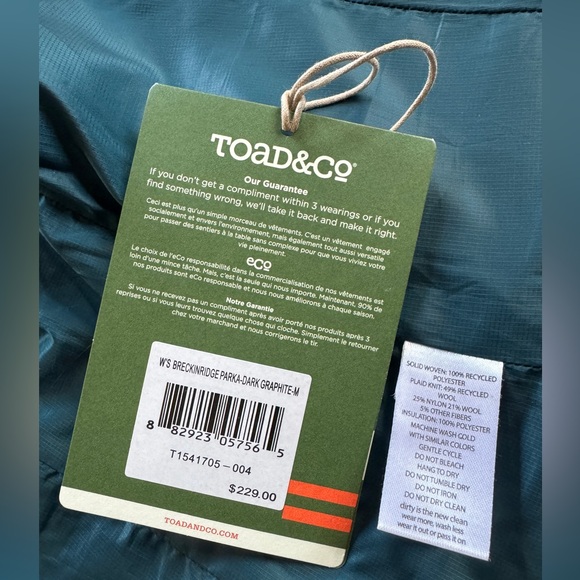 TOAD&CO
Our Guarantee
If you don't get a compliment within 3 wearings or if you
find something wrong, we'll take it back and make it right.
Ceci est plus qu'un simple morceau de vêtements. C'est un vêtement engagé
socialement et envers l'environnement, mais également tout aussi versatile
pour passer des sentiers à la table sans complexe pour que vous viviez votre
vie pleinement.
eCo
Le choix de l'eCo responsabilité dans la commercialisation de nos vêtements est
loin d'une mince tâche. Mais, c'est la seule qui nous importe. Maintenant, 90% de
nos produits sont eCo responsable et nous nous améliorons à chaque saison.
Notre Garantie
Si vous ne recevez pas un compliment après avoir porté nos produits après 3
reprises ou si vous trouvez quelque chose qui cloche. Simplement le retourner
chez votre marchand et nous corrigerons le tir.
W'S BRECKINRIDGE PARKA-DARK GRAPHITE-M
8 82923 05756 5
T1541705-004
$229.00
TOADANDCO.COM
SOLID WOVEN: 100% RECYCLED
POLYESTER
PLAID KNIT: 49% RECYCLED
WOOL
25% NYLON 21% WOOL
5% OTHER FIBERS
INSULATION: 100% POLYESTER
MACHINE WASH COLD
WITH SIMILAR COLORS
GENTLE CYCLE
DO NOT BLEACH
HANG TO DRY
DO NOT TUMBLE DRY
DO NOT IRON
DO NOT DRY CLEAN
dirty is the new clean
wear more, wash less
wear it out or pass it on